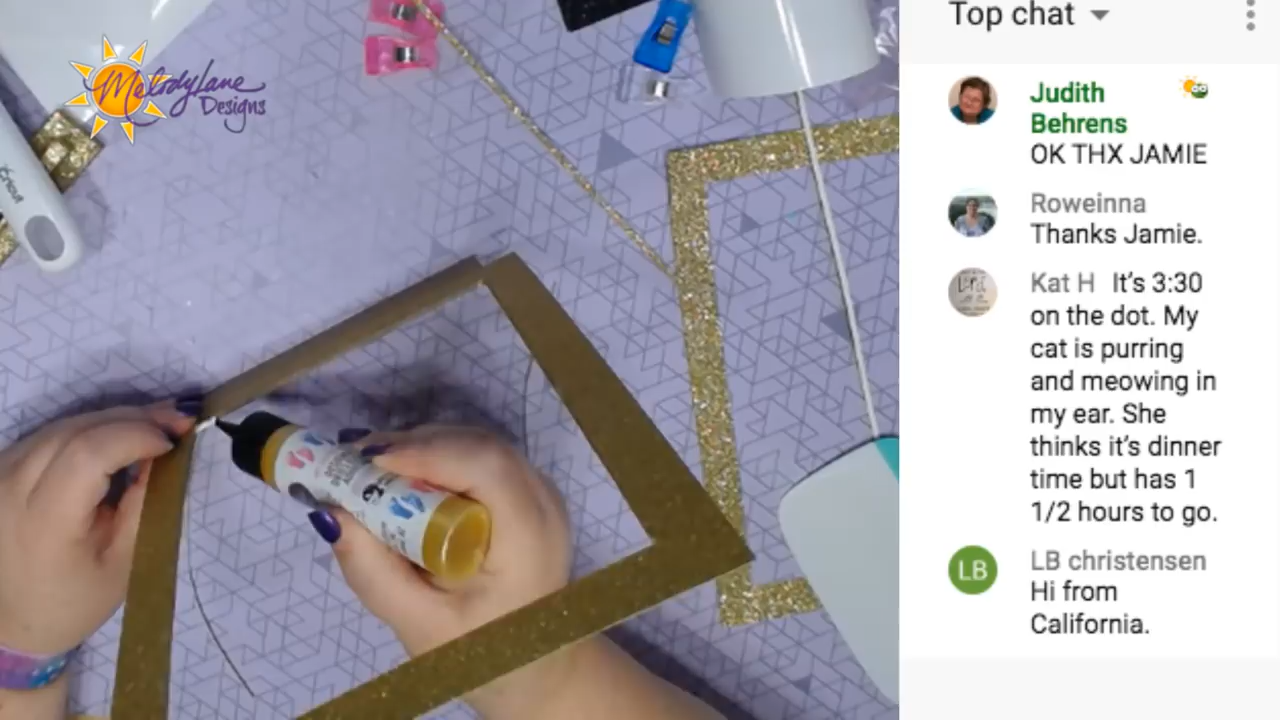 MelodyLane
Designs
Top chat
Judith
Behrens
OK THX JAMIE
Roweinna
Thanks Jamie.
Kat H It’s 3:30
on the dot. My
cat is purring
and meowing in
my ear. She
thinks it’s dinner
time but has 1
1/2 hours to go.
LB
LB christensen
Hi from
California.